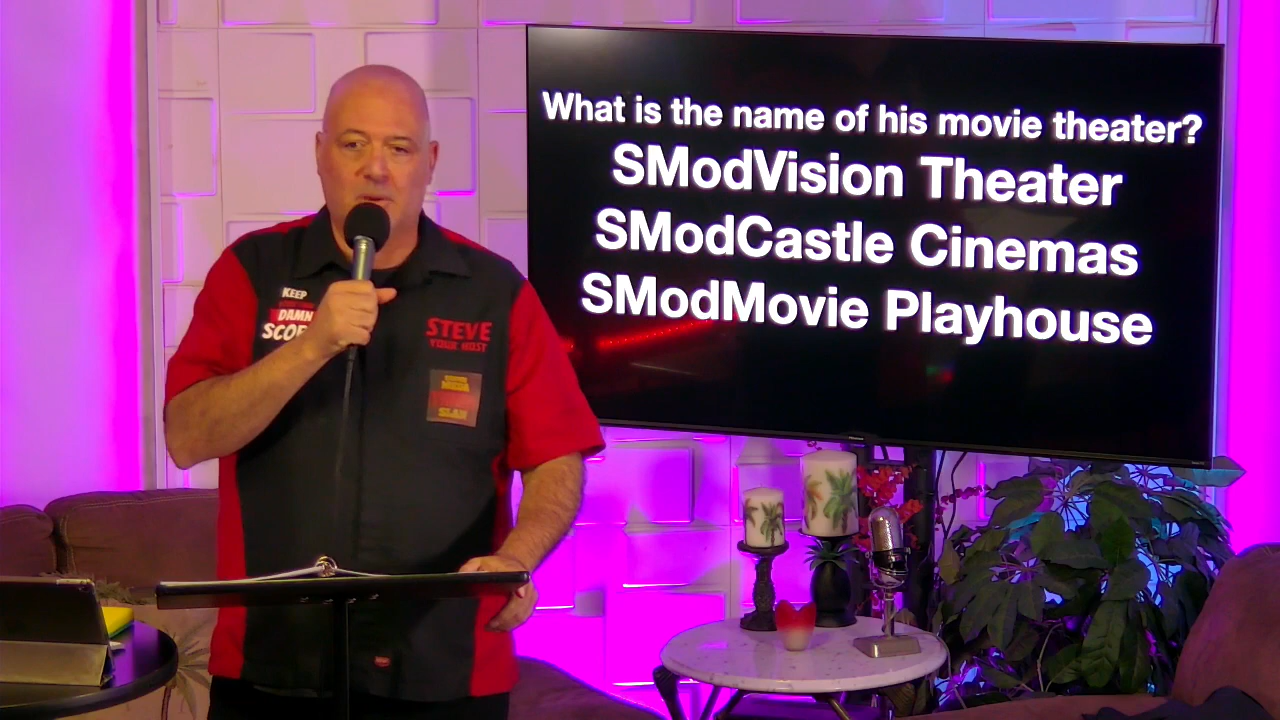 What is the name of his movie theater?
SModVision Theater
SModCastle Cinemas
SModMovie Playhouse
KEEP
DAMN
STEVE
YOUR HOST
SLAM